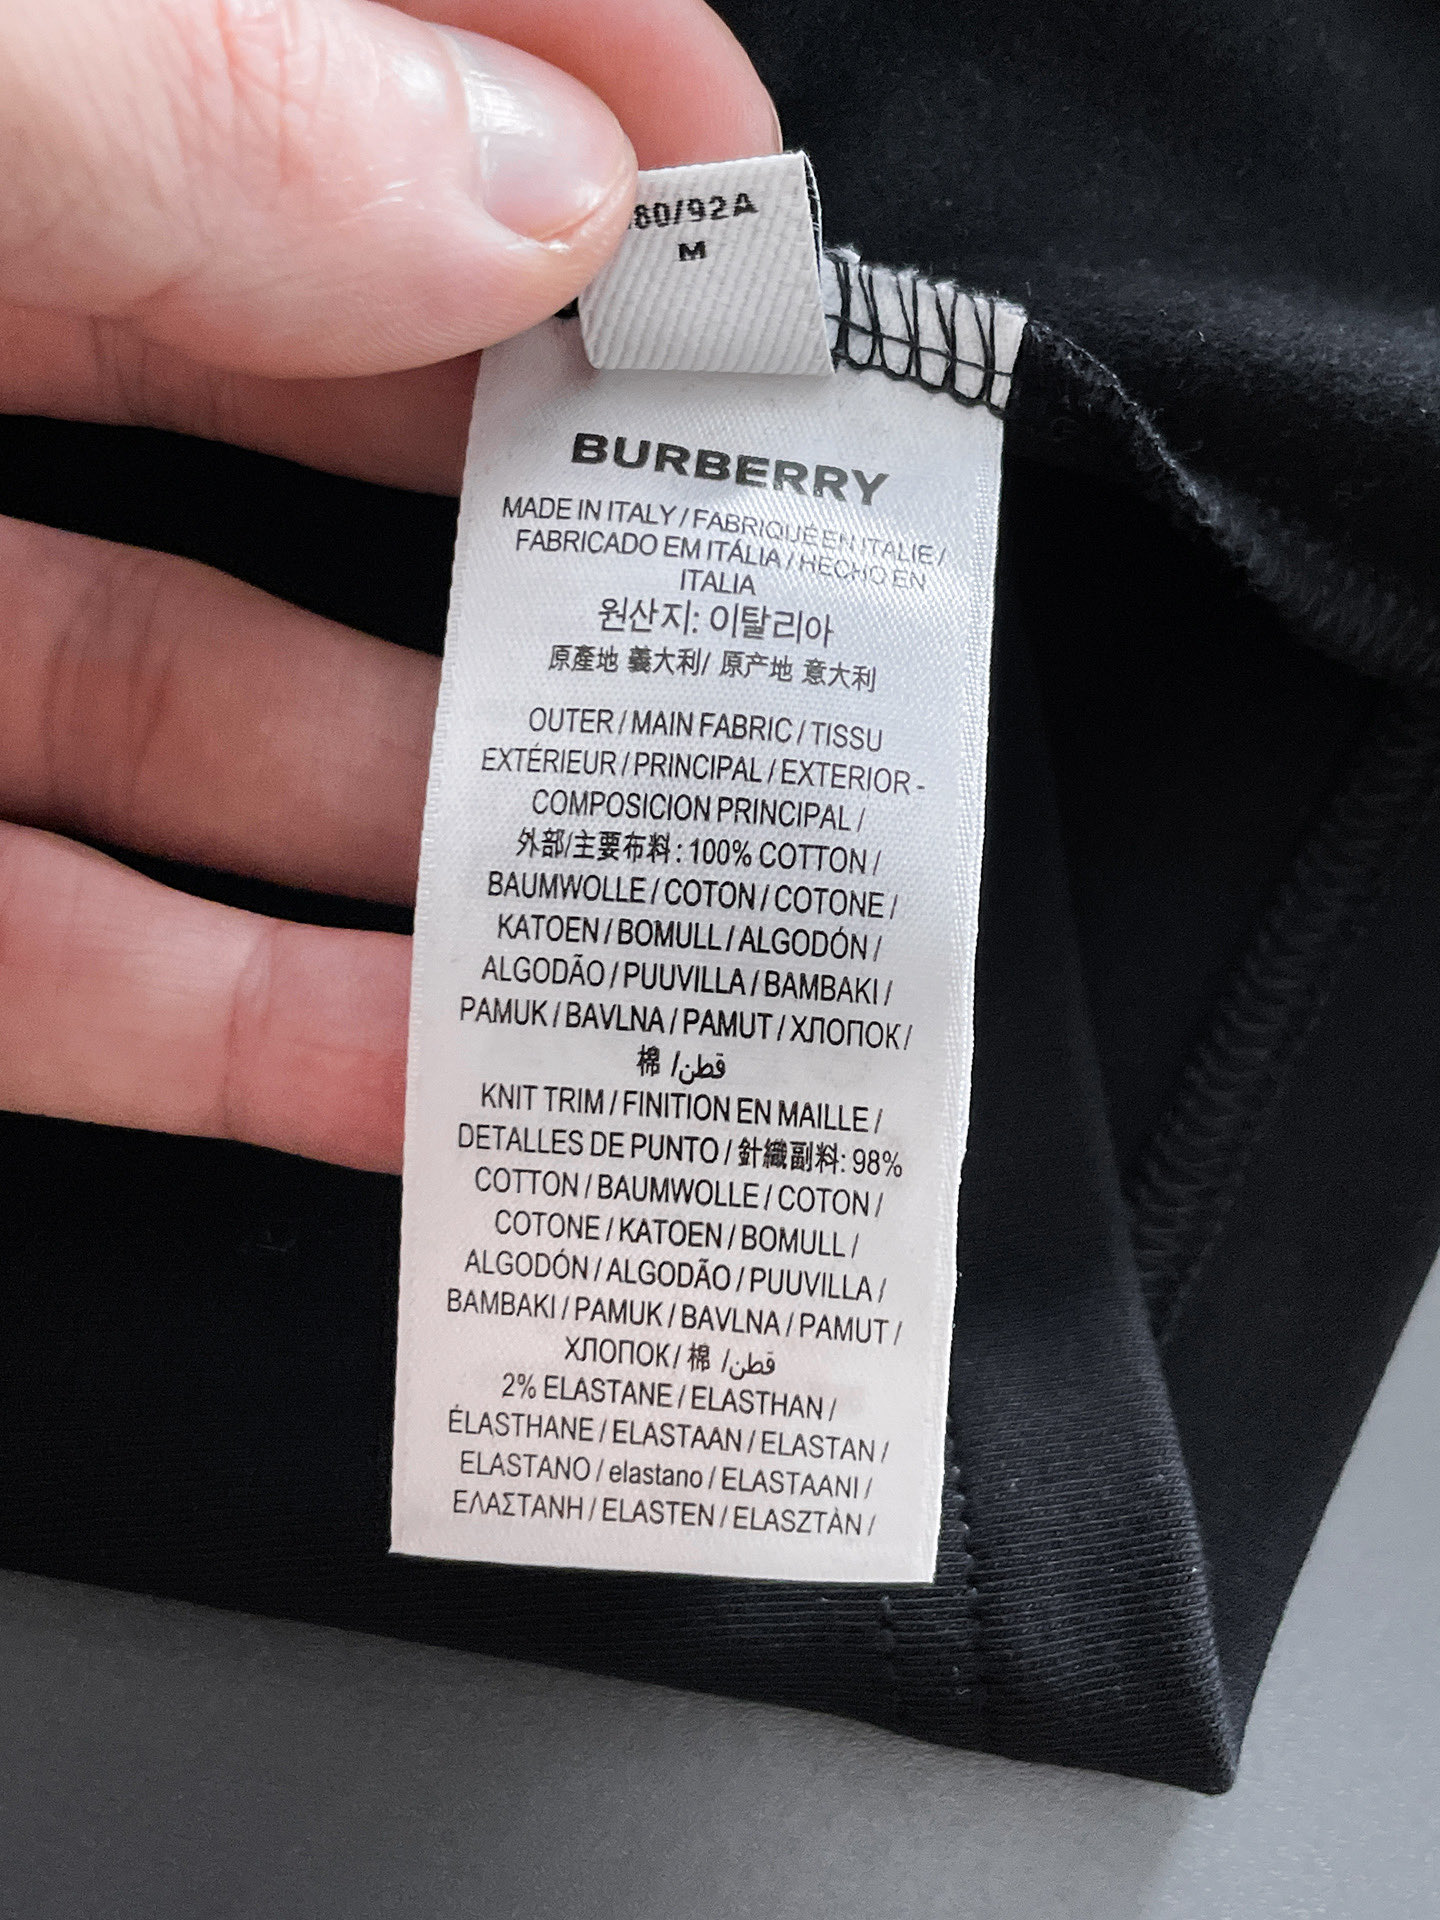 80/92A
M
BURBERRY
MADE IN ITALY / FABRIQUÉ EN ITALIE /
FABRICADO EM ITÁLIA / HECHO EN
ITALIA
원산지: 이탈리아
原產地 義大利/ 原产地 意大利
OUTER / MAIN FABRIC / TISSU
EXTÉRIEUR / PRINCIPAL / EXTERIOR -
COMPOSICION PRINCIPAL /
外部/主要布料 : 100% COTTON /
BAUMWOLLE / COTON / COTONE /
KATOEN / BOMULL / ALGODÓN /
ALGODÃO / PUUVILLA / BAMBAKI /
PAMUK / BAVLNA / PAMUT / ХЛОПОК /
棉 /قطن
KNIT TRIM / FINITION EN MAILLE /
DETALLES DE PUNTO / 針織副料: 98%
COTTON / BAUMWOLLE / COTON /
COTONE / KATOEN / BOMULL /
ALGODÓN / ALGODÃO / PUUVILLA /
BAMBAKI / PAMUK / BAVLNA / PAMUT /
ХЛОПОК / 棉 /قطن
2% ELASTANE / ELASTHAN /
ÉLASTHANE / ELASTAAN / ELASTAN /
ELASTANO / elastano / ELASTAANI /
ΕΛΑΣΤΑΝΗ / ELASTEN / ELASZTÀN /